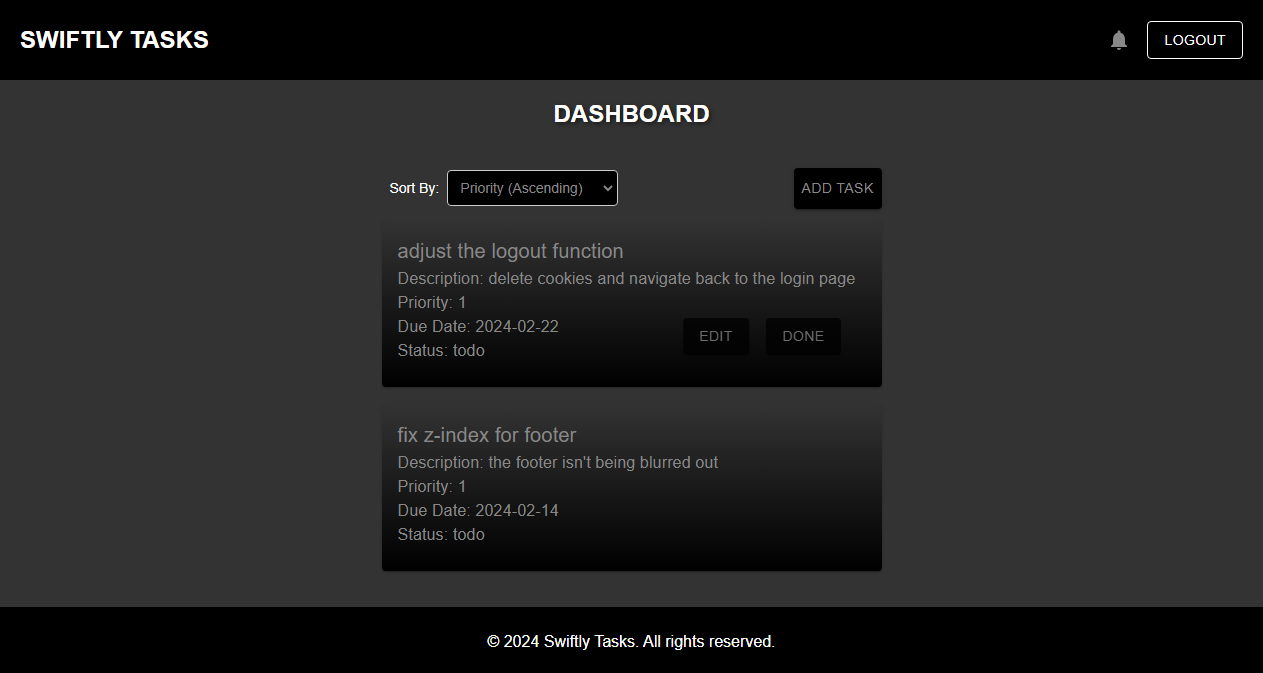 SWIFTLY TASKS
LOGOUT
DASHBOARD
Sort By: Priority (Ascending)
ADD TASK
adjust the logout function
Description: delete cookies and navigate back to the login page
Priority: 1
Due Date: 2024-02-22
Status: todo
EDIT
DONE
fix z-index for footer
Description: the footer isn't being blurred out
Priority: 1
Due Date: 2024-02-14
Status: todo
© 2024 Swiftly Tasks. All rights reserved.